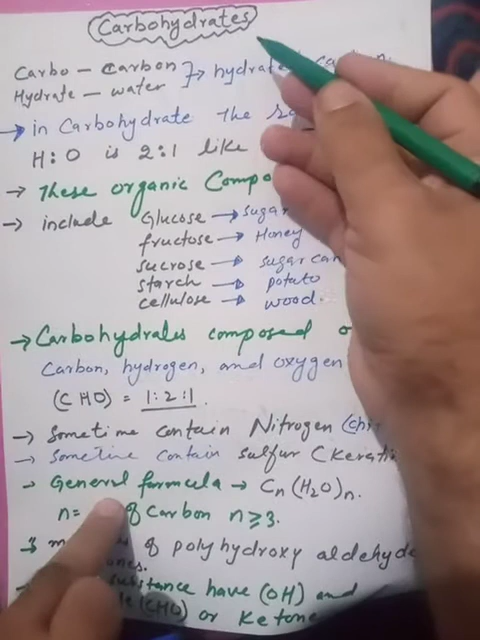 Carbohydrates
Carbo – Carbon } → hydrate
Hydrate – water
→ in Carbohydrate The
H : O is 2:1 like
→ These organic Compo
→ include Glucose → sugar
fructose → Honey
sucrose → sugar can
starch → potato
cellulose → wood.
→ Carbohydrates composed o
Carbon, hydrogen, and oxygen
(CHO) = 1:2:1.
→ Sometime contain Nitrogen (chi
→ Sometime contain sulfur (Kerati
→ General formula → Cn(H2O)n.
n= of Carbon n ≥ 3.
→ of polyhydroxy aldehyde
ones.
substance have (OH) and
de (CHO) or Ketone